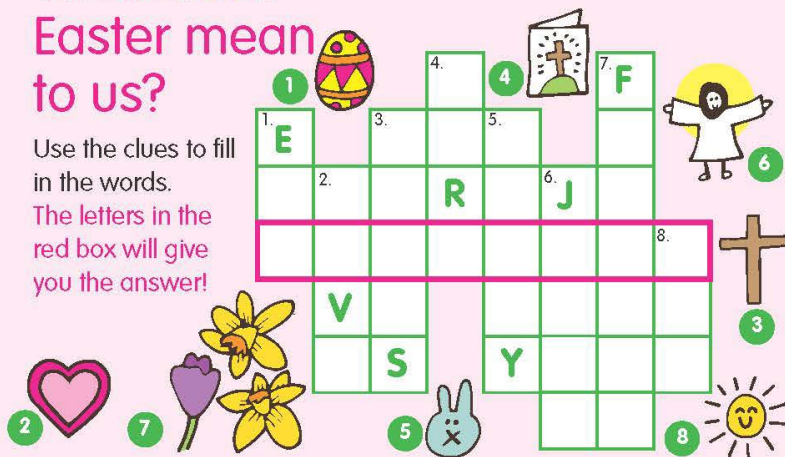 Easter mean
to us?
Use the clues to fill
in the words.
The letters in the
red box will give
you the answer!
1
4
6
3
2
7
5
8
4.
7. F
1. E
3.
5.
2.
R
6. J
8.
V
S
Y